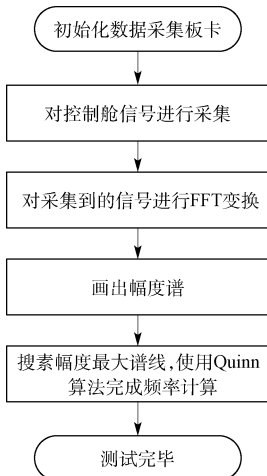 初始化数据采集板卡
对控制舱信号进行采集
对采集到的信号进行FFT变换
画出幅度谱
搜素幅度最大谱线,使用Quinn
算法完成频率计算
测试完毕